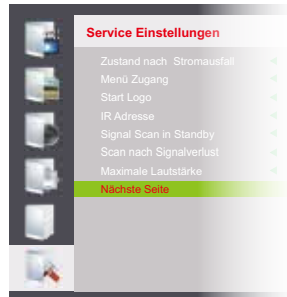 Service Einstellungen
Zustand nach Stromausfall
Menü Zugang
Start Logo
IR Adresse
Signal Scan in Standby
Scan nach Signalverlust
Maximale Lautstärke
Nächste Seite